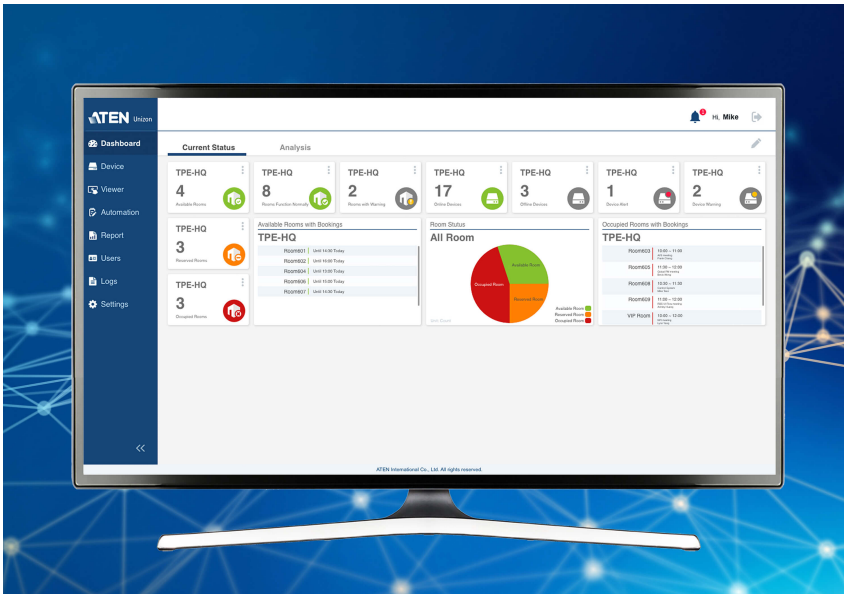 ATEN Unizon
1
Hi, Mike
Dashboard
Device
Viewer
Automation
Report
Users
Logs
Settings
Current Status
Analysis
TPE-HQ
4
Available Rooms
TPE-HQ
8
Rooms Function Normally
TPE-HQ
2
Rooms with Warning
TPE-HQ
17
Online Devices
TPE-HQ
3
Offline Devices
TPE-HQ
1
Device Alert
TPE-HQ
2
Device Warning
TPE-HQ
3
Reserved Rooms
TPE-HQ
3
Occupied Rooms
Available Rooms with Bookings
TPE-HQ
Room601 Until 14:30 Today
Room602 Until 16:00 Today
Room604 Until 13:00 Today
Room606 Until 13:00 Today
Room607 Until 14:30 Today
Room Status
All Room
Available Room
Occupied Room
Reserved Room
Available Room
Reserved Room
Occupied Room
Occupied Rooms with Bookings
TPE-HQ
Room603 10:00 ~ 11:00
Room605 11:30 ~ 12:00
Room608 10:30 ~ 11:30
Room609 11:00 ~ 12:00
VIP Room 10:00 ~ 12:00
ATEN International Co., Ltd. All rights reserved.